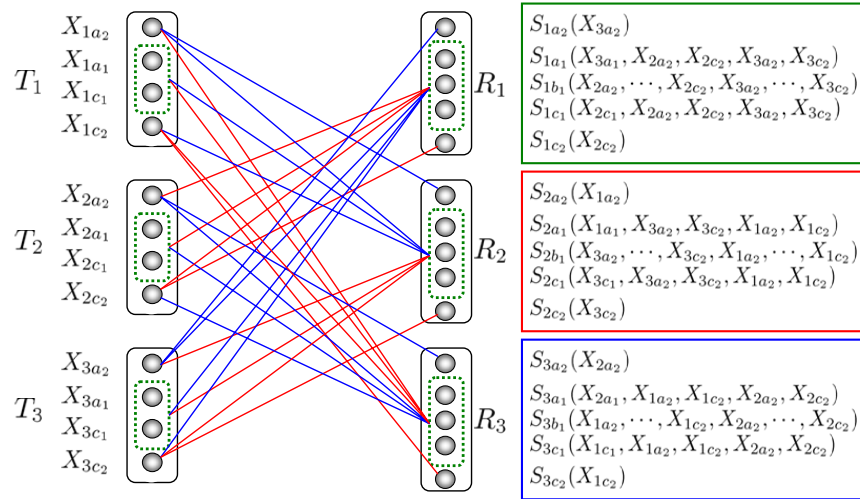 X_{1a_2}
X_{1a_1}
T_1
X_{1c_1}
X_{1c_2}
X_{2a_2}
X_{2a_1}
T_2
X_{2c_1}
X_{2c_2}
X_{3a_2}
X_{3a_1}
T_3
X_{3c_1}
X_{3c_2}
R_1
R_2
R_3
S_{1a_2}(X_{3a_2})
S_{1a_1}(X_{3a_1}, X_{2a_2}, X_{2c_2}, X_{3a_2}, X_{3c_2})
S_{1b_1}(X_{2a_2}, ⋯, X_{2c_2}, X_{3a_2}, ⋯, X_{3c_2})
S_{1c_1}(X_{2c_1}, X_{2a_2}, X_{2c_2}, X_{3a_2}, X_{3c_2})
S_{1c_2}(X_{2c_2})
S_{2a_2}(X_{1a_2})
S_{2a_1}(X_{1a_1}, X_{3a_2}, X_{3c_2}, X_{1a_2}, X_{1c_2})
S_{2b_1}(X_{3a_2}, ⋯, X_{3c_2}, X_{1a_2}, ⋯, X_{1c_2})
S_{2c_1}(X_{3c_1}, X_{3a_2}, X_{3c_2}, X_{1a_2}, X_{1c_2})
S_{2c_2}(X_{3c_2})
S_{3a_2}(X_{2a_2})
S_{3a_1}(X_{2a_1}, X_{1a_2}, X_{1c_2}, X_{2a_2}, X_{2c_2})
S_{3b_1}(X_{1a_2}, ⋯, X_{1c_2}, X_{2a_2}, ⋯, X_{2c_2})
S_{3c_1}(X_{1c_1}, X_{1a_2}, X_{1c_2}, X_{2a_2}, X_{2c_2})
S_{3c_2}(X_{1c_2})